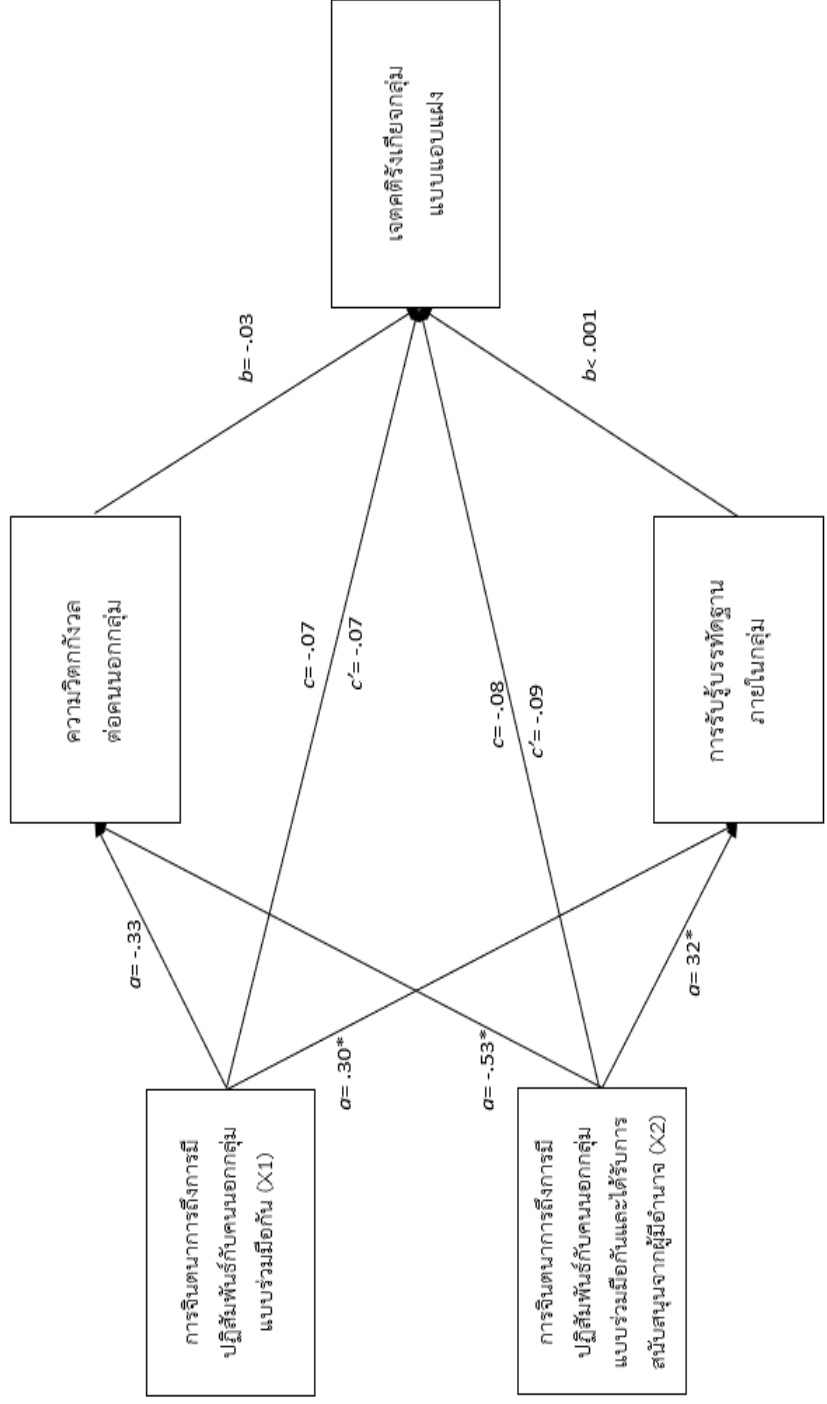 การจินตนาการถึงการมี
ปฏิสัมพันธ์กับคนนอกกลุ่ม
แบบร่วมมือกัน (X1)
การจินตนาการถึงการมี
ปฏิสัมพันธ์กับคนนอกกลุ่ม
แบบร่วมมือกันและได้รับการ
สนับสนุนจากผู้มีอำนาจ (X2)
a= -.33
a= .30*
a= -.53*
a= 32*
ความวิตกกังวล
ต่อคนนอกกลุ่ม
การรับรู้บรรทัดฐาน
ภายในกลุ่ม
c= -.07
c′= -.07
c= -.08
c′= -.09
b= -.03
b< .001
เจตคติรังเกียจกลุ่ม
แบบแอบแฝง